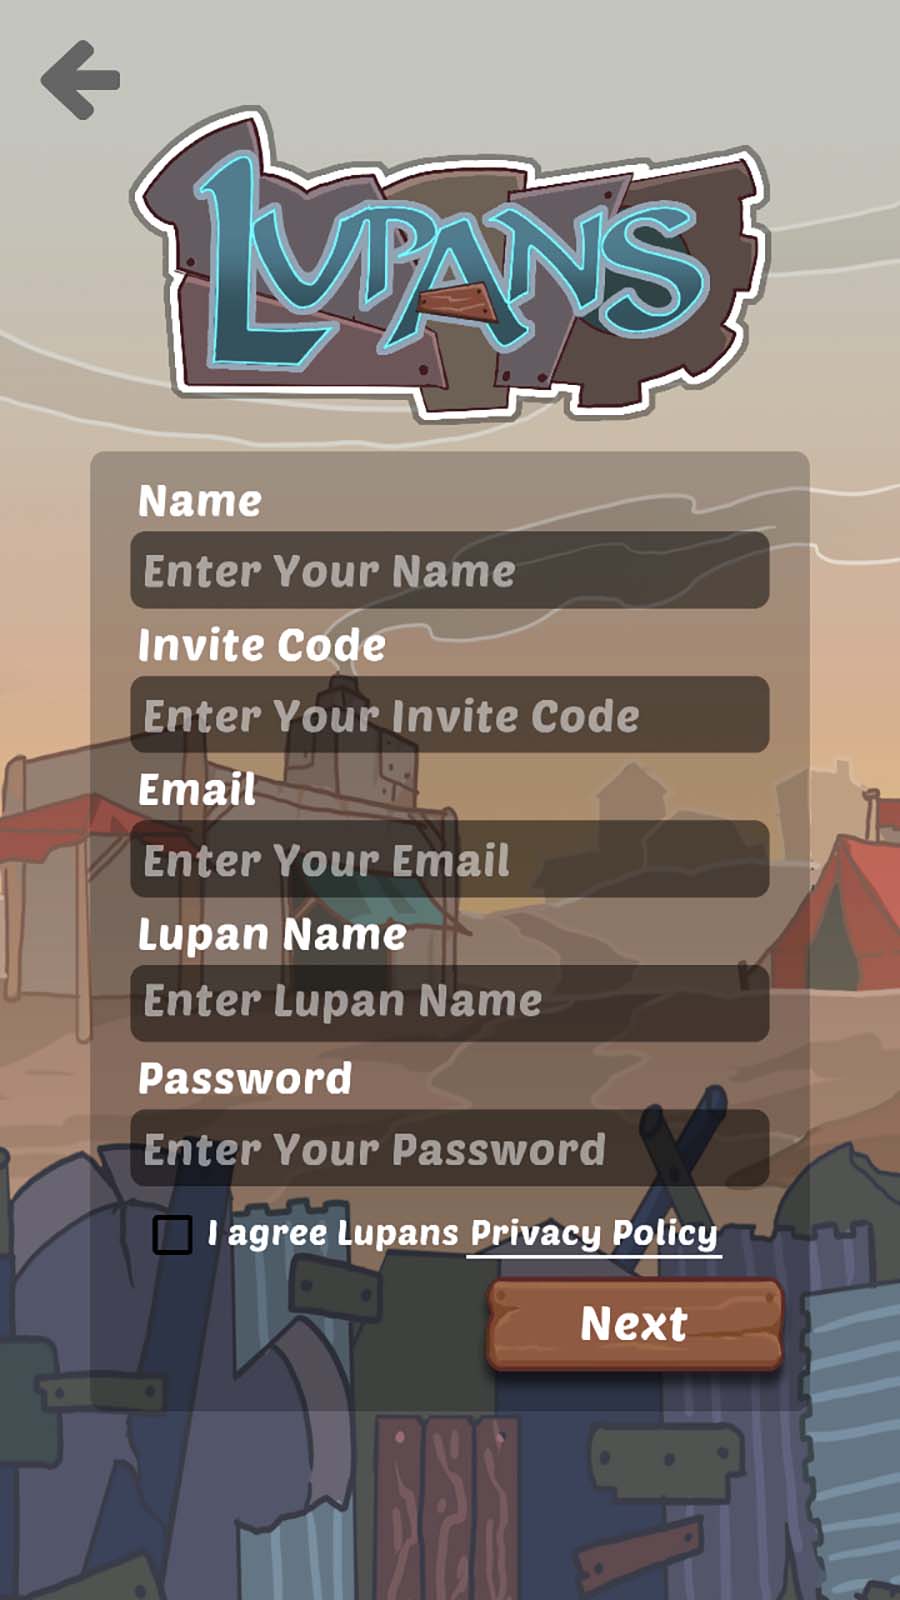 LUPANS
Name
Enter Your Name
Invite Code
Enter Your Invite Code
Email
Enter Your Email
Lupan Name
Enter Lupan Name
Password
Enter Your Password
I agree Lupans Privacy Policy
Next